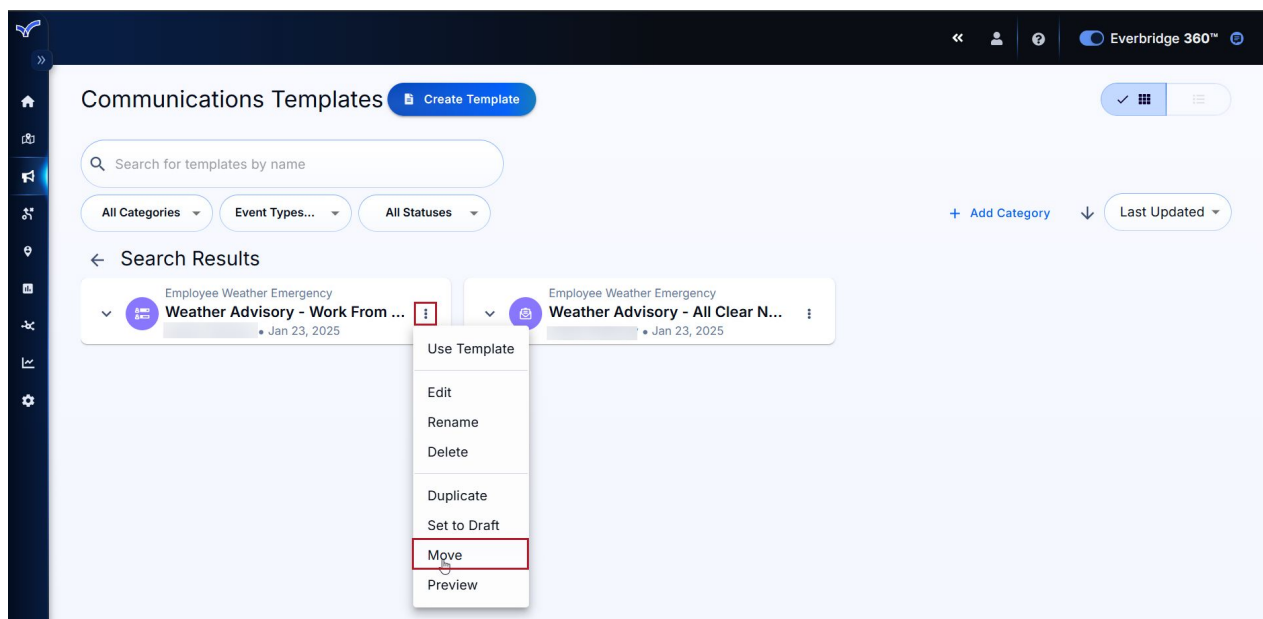 Everbridge 360™
Communications Templates
Create Template
Search for templates by name
All Categories
Event Types...
All Statuses
+ Add Category
Last Updated
Search Results
Employee Weather Emergency
Weather Advisory - Work From ...
• Jan 23, 2025
Employee Weather Emergency
Weather Advisory - All Clear N...
• Jan 23, 2025
Use Template
Edit
Rename
Delete
Duplicate
Set to Draft
Move
Preview